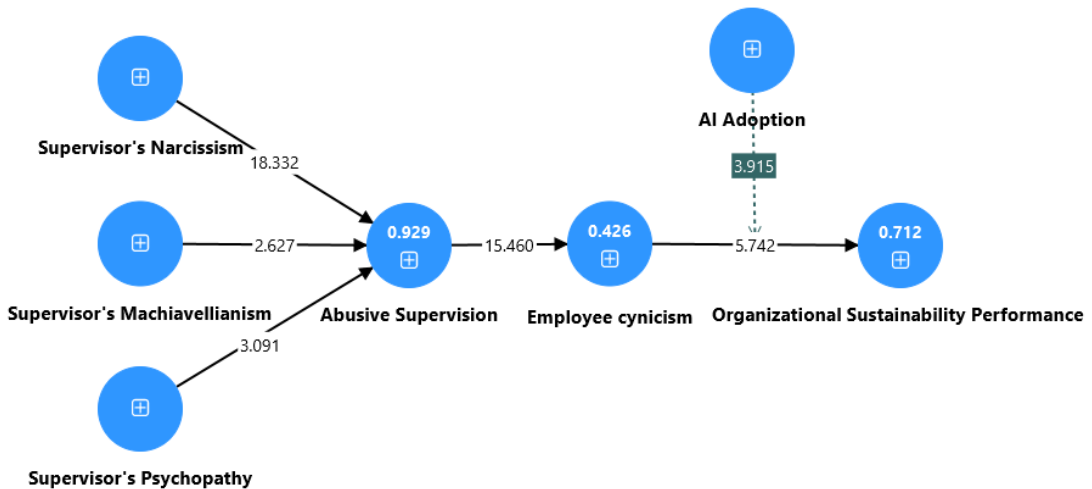 Supervisor's Narcissism
18.332
AI Adoption
3.915
Supervisor's Machiavellianism
2.627
0.929
Abusive Supervision
15.460
0.426
Employee cynicism
5.742
0.712
Organizational Sustainability Performance
3.091
Supervisor's Psychopathy